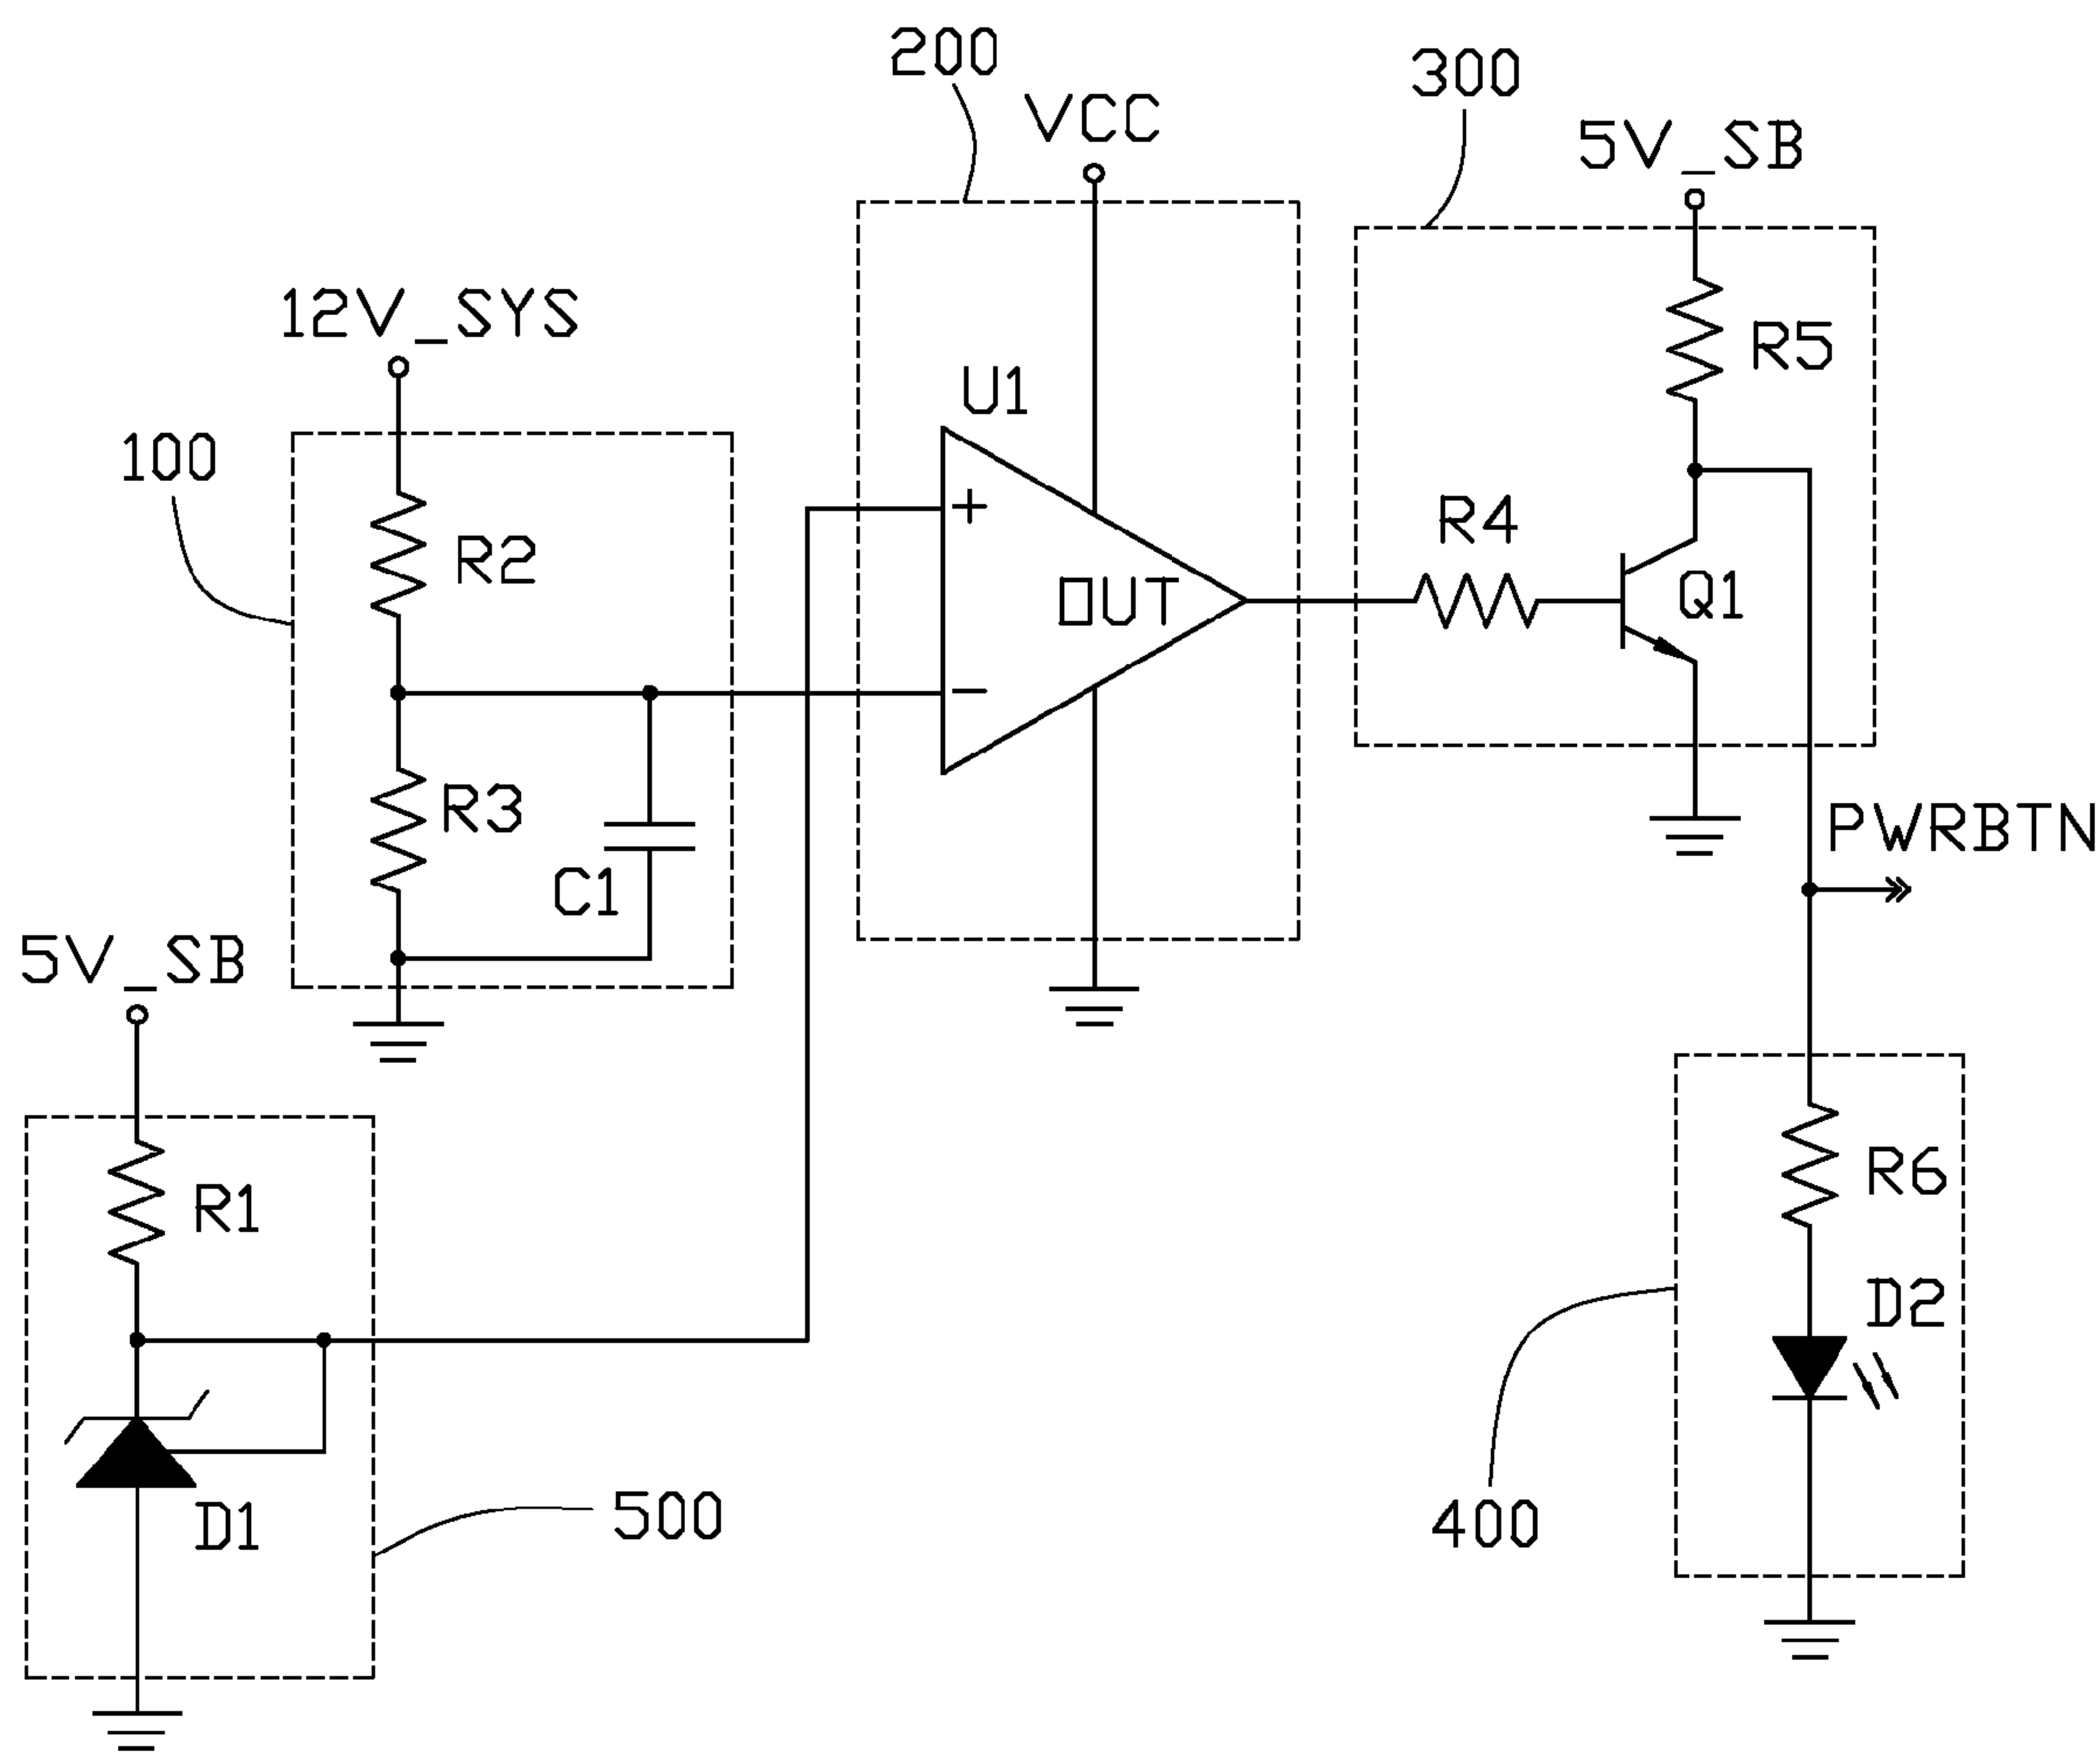 200
300
VCC
5V_SB
12V_SYS
R5
U1
100
+
R4
R2
OUT
Q1
−
R3
PWRBTN
C1
5V_SB
R1
R6
D2
D1
500
400